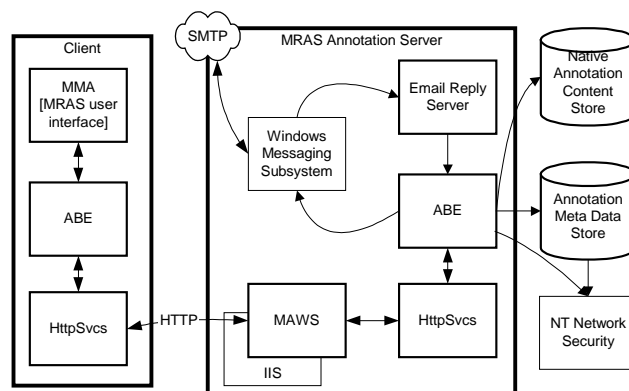 Client
MMA
[MRAS user
interface]
ABE
HttpSvcs
HTTP
SMTP
MRAS Annotation Server
Email Reply
Server
Windows
Messaging
Subsystem
ABE
MAWS
IIS
HttpSvcs
Native
Annotation
Content
Store
Annotation
Meta Data
Store
NT Network
Security